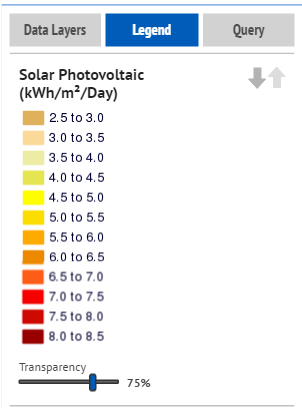 Data Layers
Legend
Query
Solar Photovoltaic
(kWh/m²/Day)
2.5 to 3.0
3.0 to 3.5
3.5 to 4.0
4.0 to 4.5
4.5 to 5.0
5.0 to 5.5
5.5 to 6.0
6.0 to 6.5
6.5 to 7.0
7.0 to 7.5
7.5 to 8.0
8.0 to 8.5
Transparency
75%